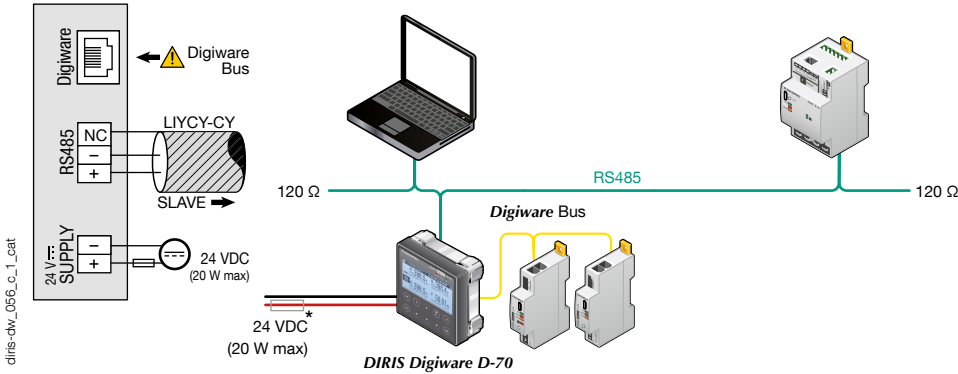 Digiware
Digiware
Bus
LIYCY-CY
RS485
NC
–
+
SLAVE
24 V
SUPPLY
–
+
24 VDC
(20 W max)
diris-dw_056_c_1_cat
RS485
120 Ω
120 Ω
Digiware Bus
*
24 VDC
(20 W max)
DIRIS Digiware D-70